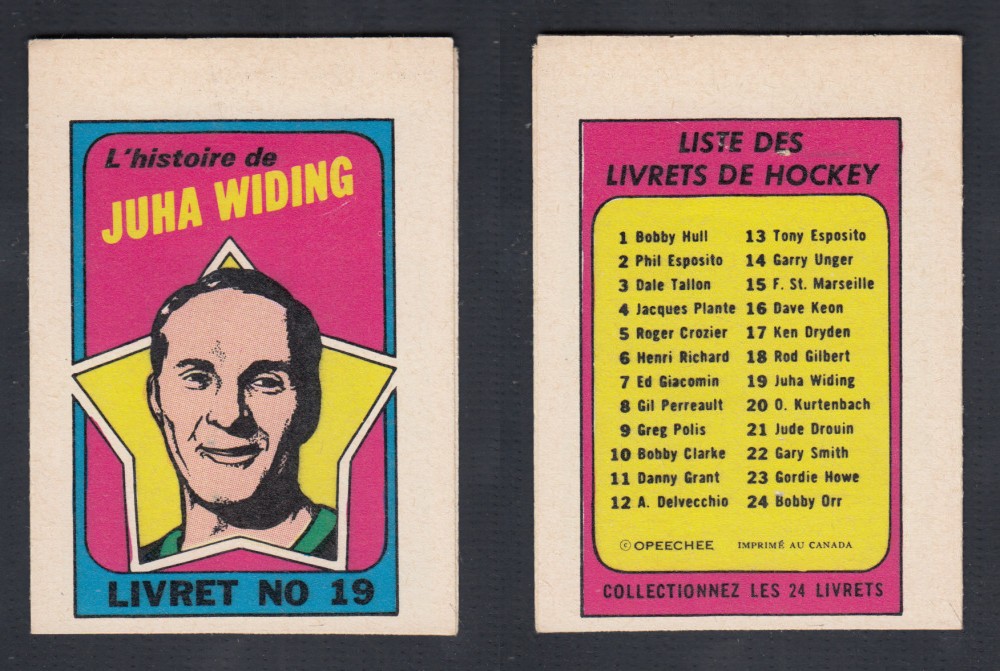 L'histoire de
JUHA WIDING
LIVRET NO 19
LISTE DES
LIVRETS DE HOCKEY
1 Bobby Hull
2 Phil Esposito
3 Dale Tallon
4 Jacques Plante
5 Roger Crozier
6 Henri Richard
7 Ed Giacomin
8 Gil Perreault
9 Greg Polis
10 Bobby Clarke
11 Danny Grant
12 A. Delvecchio
13 Tony Esposito
14 Garry Unger
15 F. St. Marseille
16 Dave Keon
17 Ken Dryden
18 Rod Gilbert
19 Juha Widing
20 O. Kurtenbach
21 Jude Drouin
22 Gary Smith
23 Gordie Howe
24 Bobby Orr
© OPEECHEE IMPRIMÉ AU CANADA
COLLECTIONNEZ LES 24 LIVRETS